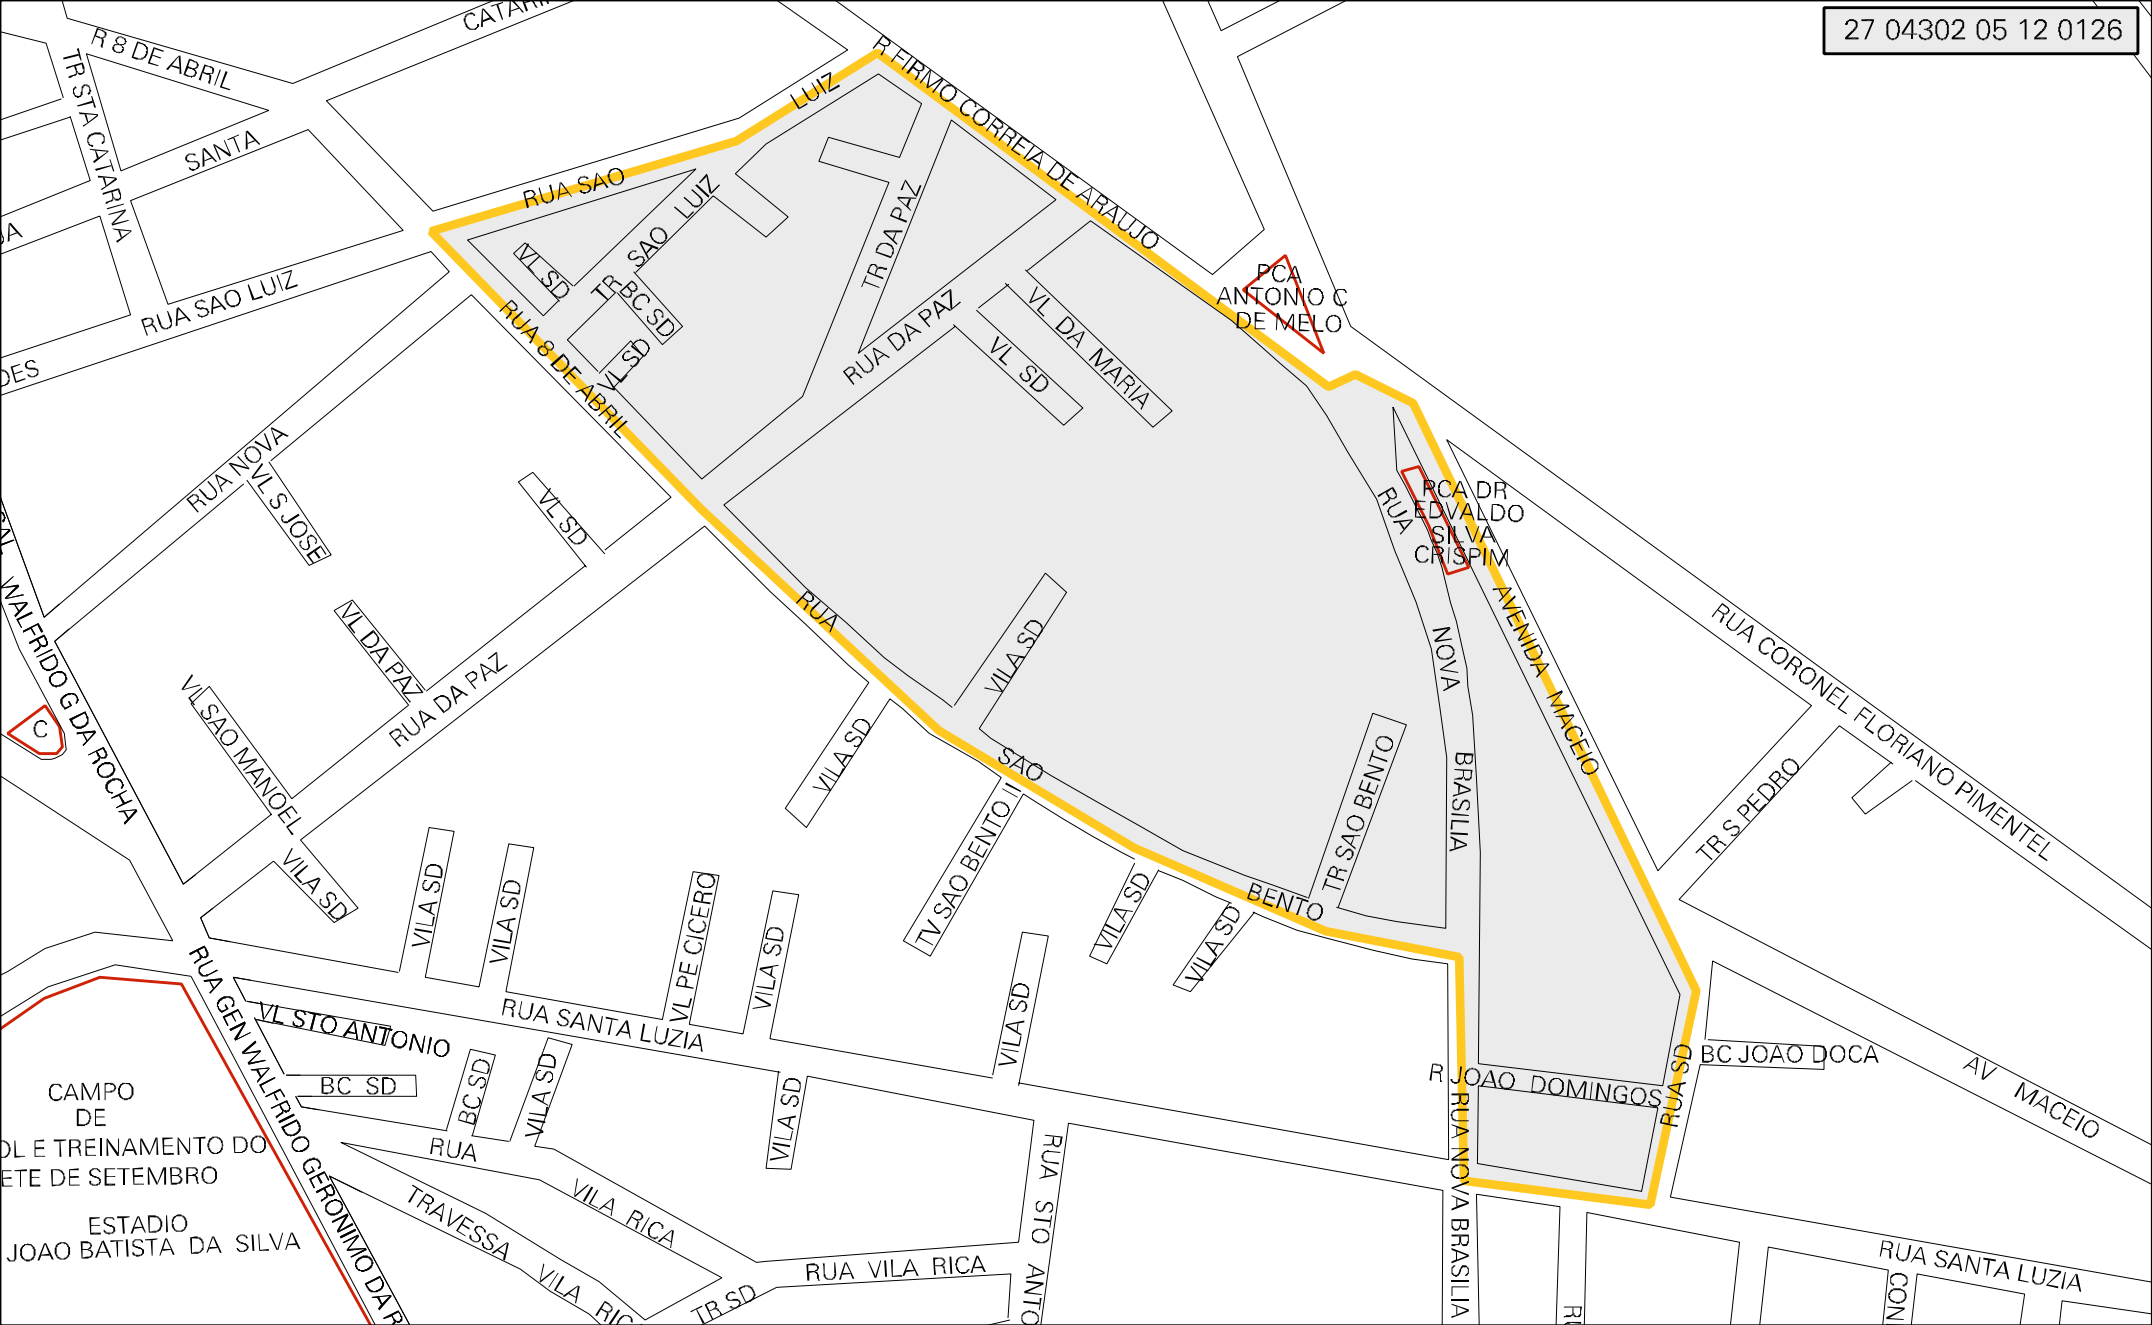 27 04302 05 12 0126
R 8 DE ABRIL
TR STA CATARINA
SANTA
RUA SAO LUIZ
RUA SAO
LUIZ
R FIRMO CORREIA DE ARAUJO
VL SD
TR SAO LUIZ
BC SD
VL SD
RUA 8 DE ABRIL
TR DA PAZ
RUA DA PAZ
VL DA MARIA
VL SD
PCA
ANTONIO C
DE MELO
PCA DR
EDVALDO
SILVA
CRISPIM
RUA
NOVA
BRASILIA
AVENIDA MACEIO
RUA CORONEL FLORIANO PIMENTEL
TR S PEDRO
RUA NOVA
VL S JOSE
VL SD
VL DA PAZ
RUA DA PAZ
VL SAO MANOEL
VILA SD
WALFRIDO G DA ROCHA
C
RUA
SAO
BENTO
VILA SD
VILA SD
TV SAO BENTO II
TR SAO BENTO
VILA SD
VILA SD
VILA SD
VILA SD
VL PE CICERO
VILA SD
VILA SD
RUA SANTA LUZIA
RUA GEN WALFRIDO GERONIMO DA R
VL STO ANTONIO
BC SD
BC SD
VILA SD
VILA SD
RUA
VILA RICA
TRAVESSA
VILA RIC
RUA VILA RICA
TR SD
RUA STO ANTO
R JOAO DOMINGOS
RUA NOVA BRASILIA
RUA SD
BC JOAO DOCA
AV MACEIO
RUA SANTA LUZIA
CON
CAMPO
DE
OL E TREINAMENTO DO
ETE DE SETEMBRO
ESTADIO
JOAO BATISTA DA SILVA